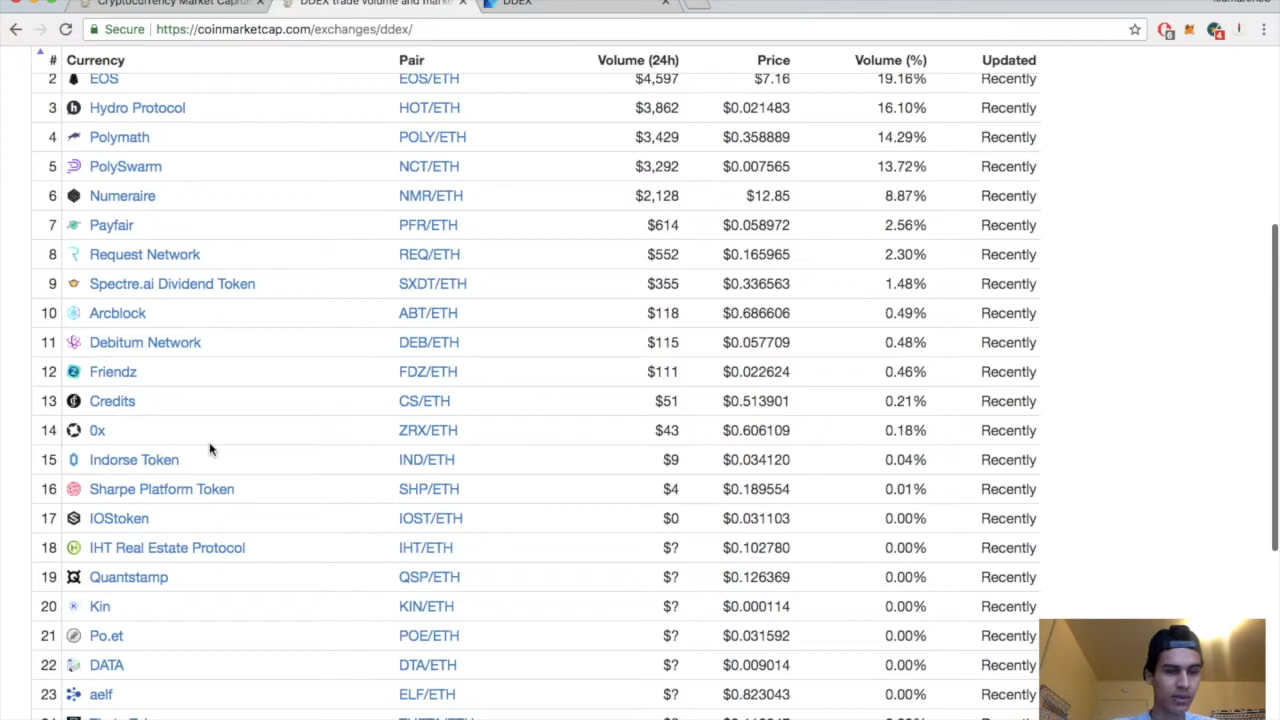 Cryptocurrency Market Capit DDEX trade volume and marke DDEX
Secure https://coinmarketcap.com/exchanges/ddex/ 6 4
# Currency Pair Volume (24h) Price Volume (%) Updated
2 EOS EOS/ETH $4,597 $7.16 19.16% Recently
3 Hydro Protocol HOT/ETH $3,862 $0.021483 16.10% Recently
4 Polymath POLY/ETH $3,429 $0.358889 14.29% Recently
5 PolySwarm NCT/ETH $3,292 $0.007565 13.72% Recently
6 Numeraire NMR/ETH $2,128 $12.85 8.87% Recently
7 Payfair PFR/ETH $614 $0.058972 2.56% Recently
8 Request Network REQ/ETH $552 $0.165965 2.30% Recently
9 Spectre.ai Dividend Token SXDT/ETH $355 $0.336563 1.48% Recently
10 Arcblock ABT/ETH $118 $0.686606 0.49% Recently
11 Debitum Network DEB/ETH $115 $0.057709 0.48% Recently
12 Friendz FDZ/ETH $111 $0.022624 0.46% Recently
13 Credits CS/ETH $51 $0.513901 0.21% Recently
14 0x ZRX/ETH $43 $0.606109 0.18% Recently
15 Indorse Token IND/ETH $9 $0.034120 0.04% Recently
16 Sharpe Platform Token SHP/ETH $4 $0.189554 0.01% Recently
17 IOStoken IOST/ETH $0 $0.031103 0.00% Recently
18 IHT Real Estate Protocol IHT/ETH $? $0.102780 0.00% Recently
19 Quantstamp QSP/ETH $? $0.126369 0.00% Recently
20 Kin KIN/ETH $? $0.000114 0.00% Recently
21 Po.et POE/ETH $? $0.031592 0.00% Recently
22 DATA DTA/ETH $? $0.009014 0.00% Recently
23 aelf ELF/ETH $? $0.823043 0.00% Recently